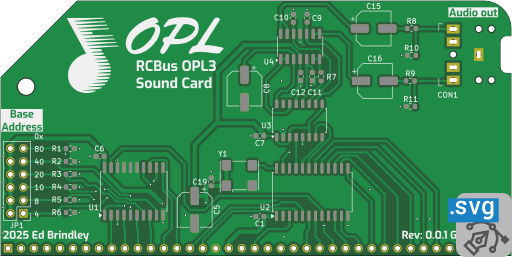 OPL
RCBus OPL3
Sound Card
Audio out
C15
C10
C9
R8
U4
R10
C16
R9
C12
C11
R7
C8
R11
CON1
Base
Address
0x
80
R1
40
R2
20
R3
10
R4
8
R5
4
R6
JP1
C6
U1
U3
C7
Y1
C19
C5
C1
U2
2025 Ed Brindley
Rev: 0.0.1 G
.svg